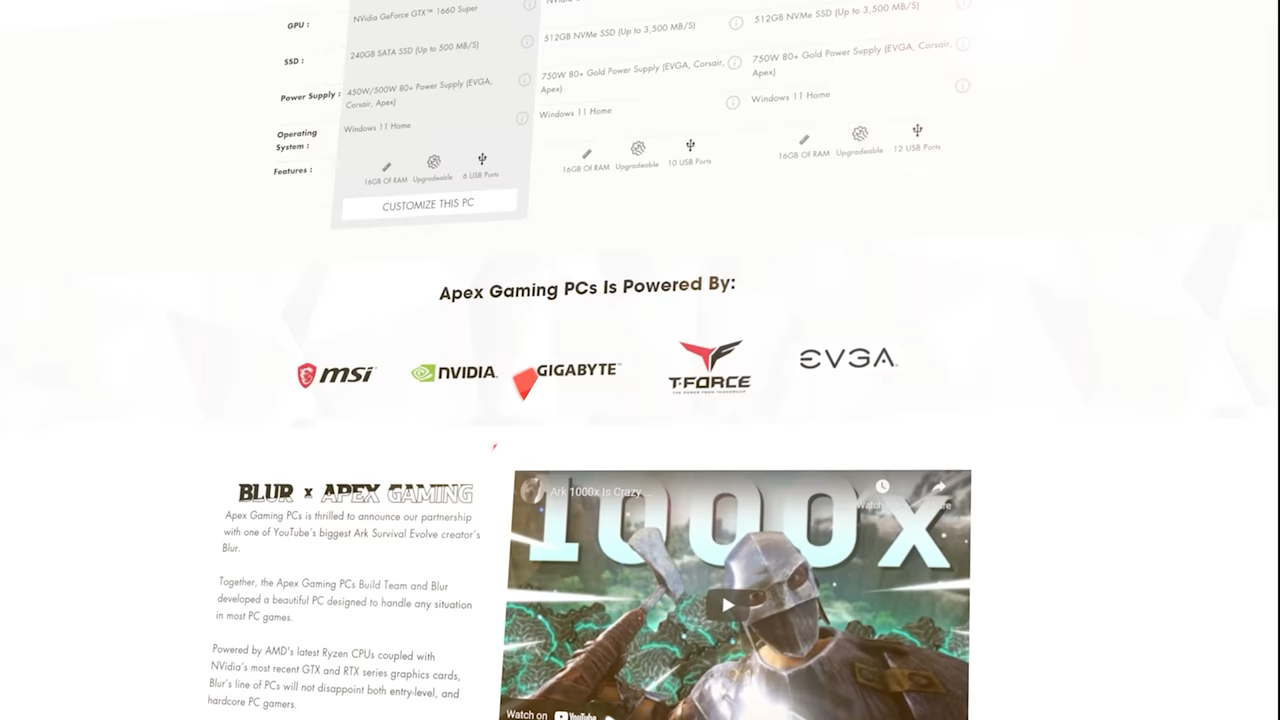 GPU :
NVidia GeForce GTX™ 1660 Super
SSD :
240GB SATA SSD (Up to 500 MB/S)
512GB NVMe SSD (Up to 3,500 MB/S)
512GB NVMe SSD (Up to 3,500 MB/S)
Power Supply :
450W/500W 80+ Power Supply (EVGA,
Corsair, Apex)
750W 80+ Gold Power Supply (EVGA, Corsair,
Apex)
750W 80+ Gold Power Supply (EVGA, Corsair,
Apex)
Operating
System :
Windows 11 Home
Windows 11 Home
Windows 11 Home
Features :
16GB Of RAM
Upgradeable
6 USB Ports
16GB Of RAM
Upgradeable
10 USB Ports
16GB Of RAM
Upgradeable
12 USB Ports
CUSTOMIZE THIS PC
Apex Gaming PCs Is Powered By:
msi
NVIDIA.
GIGABYTE™
T-FORCE
EVGA.
BLUR x APEX GAMING
Apex Gaming PCs is thrilled to announce our partnership
with one of YouTube's biggest Ark Survival Evolve creator's
Blur.
Together, the Apex Gaming PCs Build Team and Blur
developed a beautiful PC designed to handle any situation
in most PC games.
Powered by AMD's latest Ryzen CPUs coupled with
NVidia's most recent GTX and RTX series graphics cards,
Blur's line of PCs will not disappoint both entry-level, and
hardcore PC gamers.
Ark 1000x Is Crazy...
Watch
1000x
Watch on YouTube